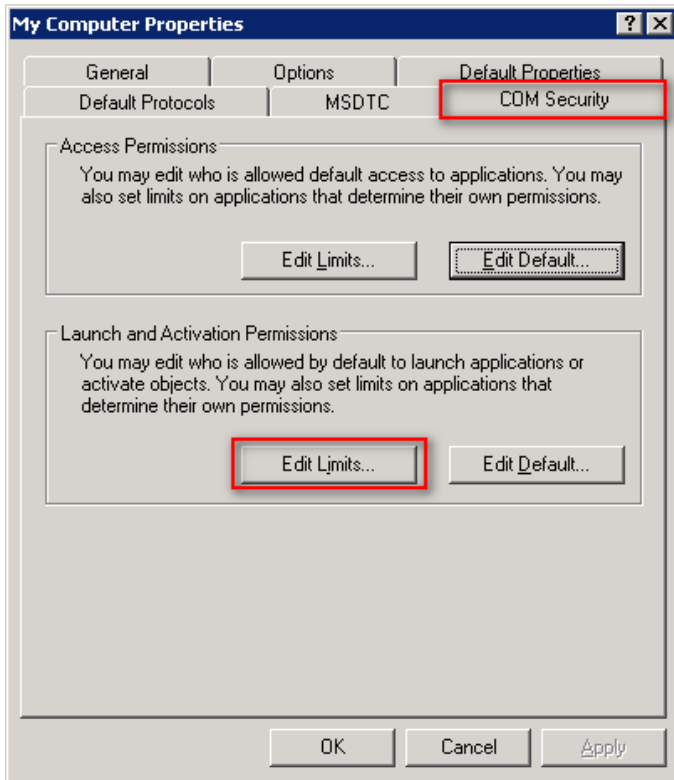 My Computer Properties
General Options Default Properties
Default Protocols MSDTC COM Security
Access Permissions
You may edit who is allowed default access to applications. You may
also set limits on applications that determine their own permissions.
Edit Limits... Edit Default...
Launch and Activation Permissions
You may edit who is allowed by default to launch applications or
activate objects. You may also set limits on applications that
determine their own permissions.
Edit Limits... Edit Default...
OK Cancel Apply